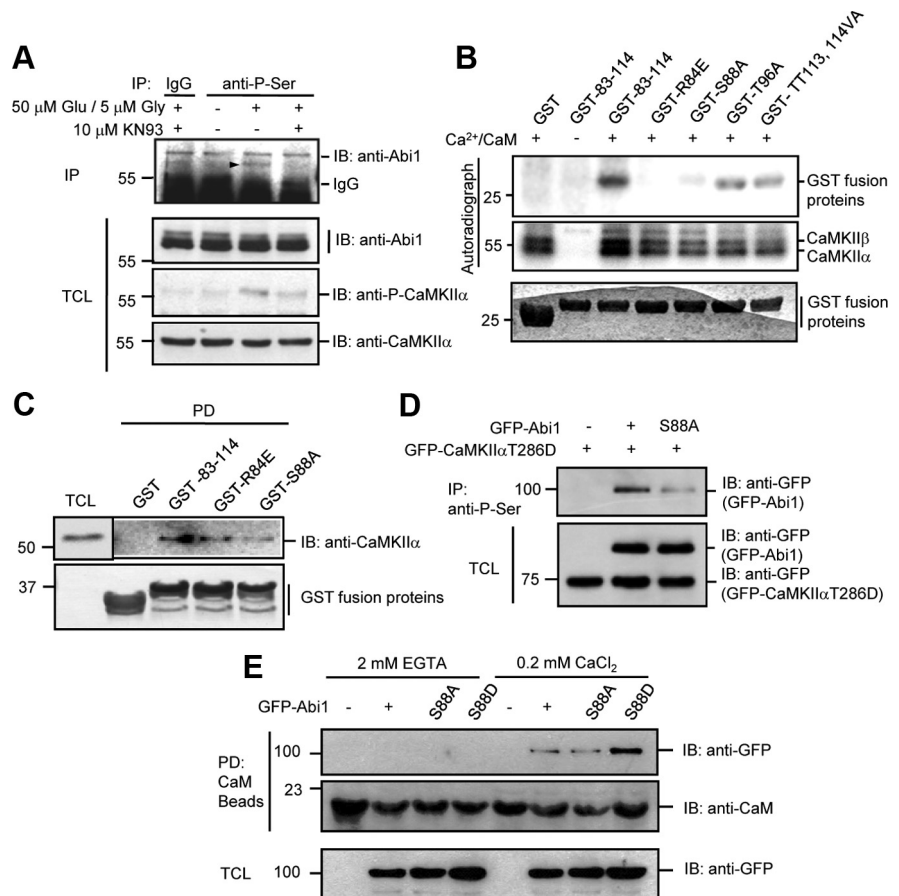 A
IP: IgG anti-P-Ser
50 µM Glu / 5 µM Gly + - + +
10 µM KN93 + - - +
IP
55
IB: anti-Abi1
IgG
TCL
55
IB: anti-Abi1
55
IB: anti-P-CaMKIIα
55
IB: anti-CaMKIIα
B
GST GST-83-114 GST-83-114 GST-R84E GST-S88A GST-T96A GST- TT113, 114VA
Ca2+/CaM + - + + + + +
Autoradiograph
25
GST fusion
proteins
55
CaMKIIβ
CaMKIIα
25
GST fusion
proteins
C
PD
TCL GST GST-83-114 GST-R84E GST-S88A
50
IB: anti-CaMKIIα
37
GST fusion proteins
D
GFP-Abi1 - + S88A
GFP-CaMKIIαT286D + + +
IP:
anti-P-Ser
100
IB: anti-GFP
(GFP-Abi1)
TCL
75
IB: anti-GFP
(GFP-Abi1)
IB: anti-GFP
(GFP-CaMKIIαT286D)
E
2 mM EGTA 0.2 mM CaCl2
GFP-Abi1 - + S88A S88D - + S88A S88D
PD:
CaM
Beads
100
IB: anti-GFP
23
IB: anti-CaM
TCL 100
IB: anti-GFP